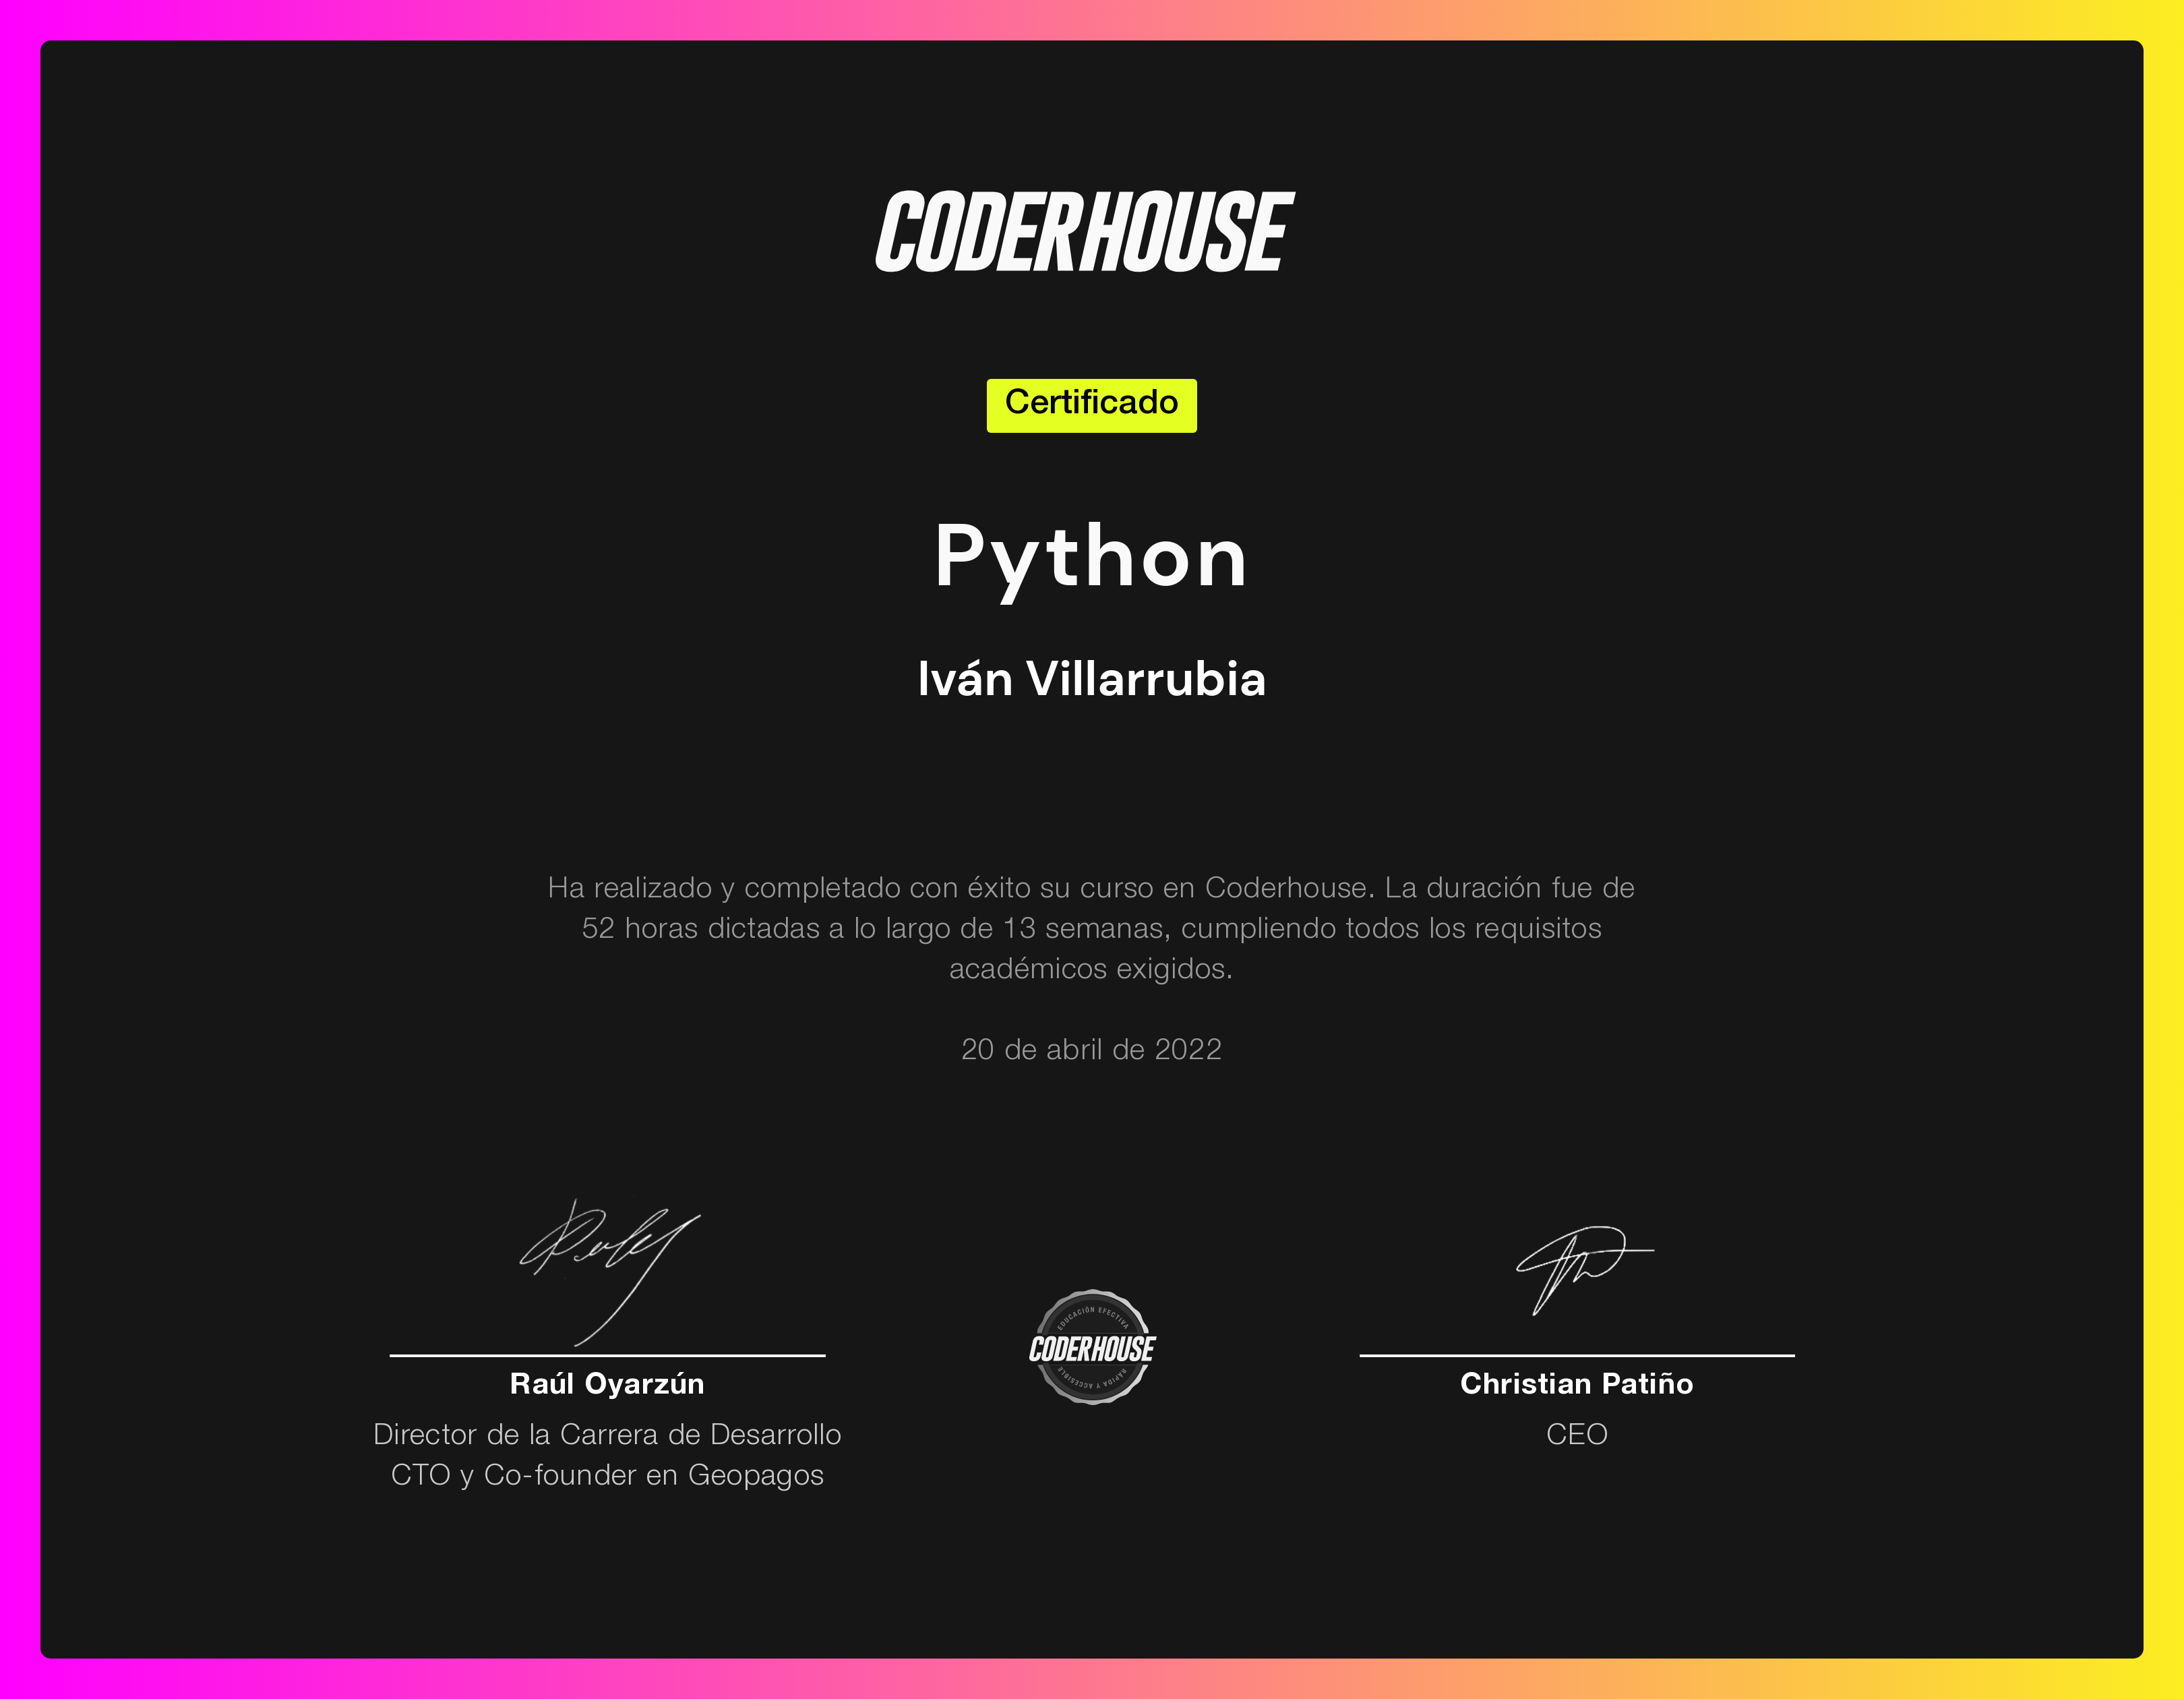 CODERHOUSE
Certificado
Python
Iván Villarrubia
Ha realizado y completado con éxito su curso en Coderhouse. La duración fue de
52 horas dictadas a lo largo de 13 semanas, cumpliendo todos los requisitos
académicos exigidos.
20 de abril de 2022
EDUCACIÓN EFECTIVA
CODERHOUSE
RÁPIDA Y ACCESIBLE
Raúl Oyarzún
Director de la Carrera de Desarrollo
CTO y Co-founder en Geopagos
Christian Patiño
CEO